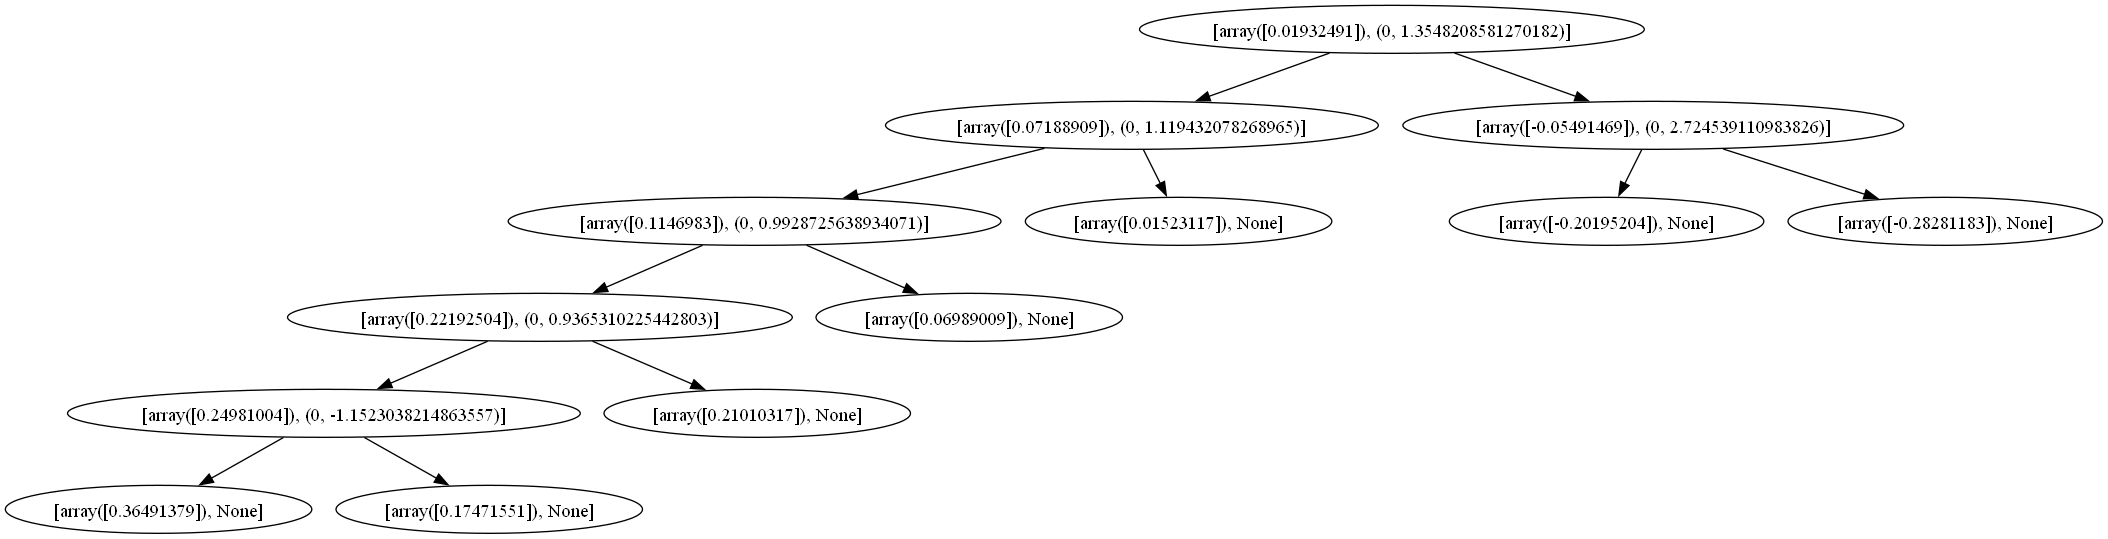 [array([0.01932491]), (0, 1.3548208581270182)]
[array([0.07188909]), (0, 1.119432078268965)]
[array([-0.05491469]), (0, 2.724539110983826)]
[array([0.1146983]), (0, 0.9928725638934071)]
[array([0.01523117]), None]
[array([-0.20195204]), None]
[array([-0.28281183]), None]
[array([0.22192504]), (0, 0.9365310225442803)]
[array([0.06989009]), None]
[array([0.24981004]), (0, -1.1523038214863557)]
[array([0.21010317]), None]
[array([0.36491379]), None]
[array([0.17471551]), None]